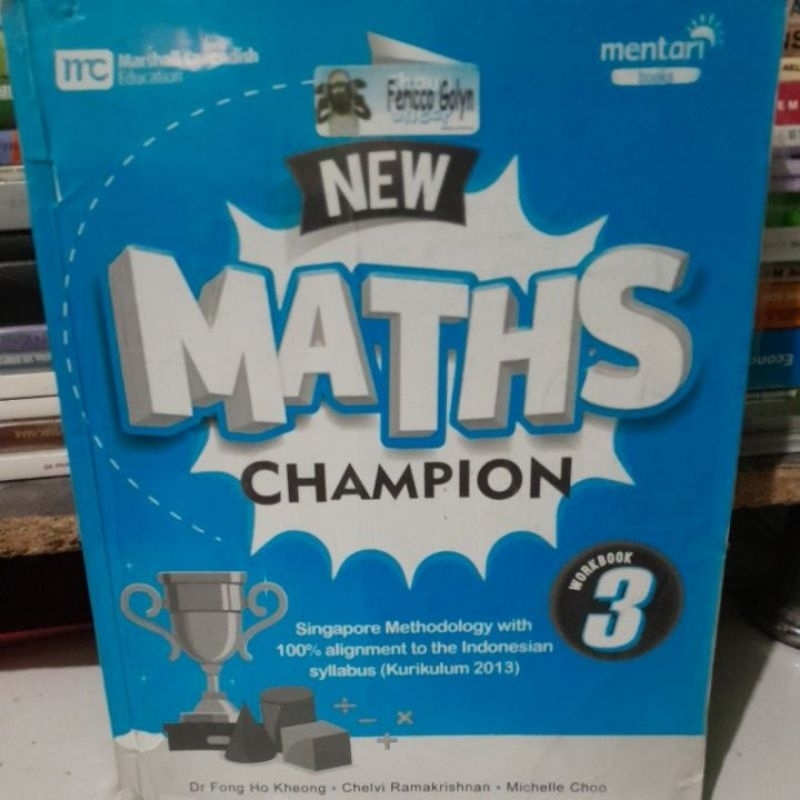 mc Marshall Cavendish
Education
mentari
books
Fericco Golyn
NEW
MATHS
CHAMPION
WORKBOOK
3
Singapore Methodology with
100% alignment to the Indonesian
syllabus (Kurikulum 2013)
Dr Fong Ho Kheong • Chelvi Ramakrishnan • Michelle Choo